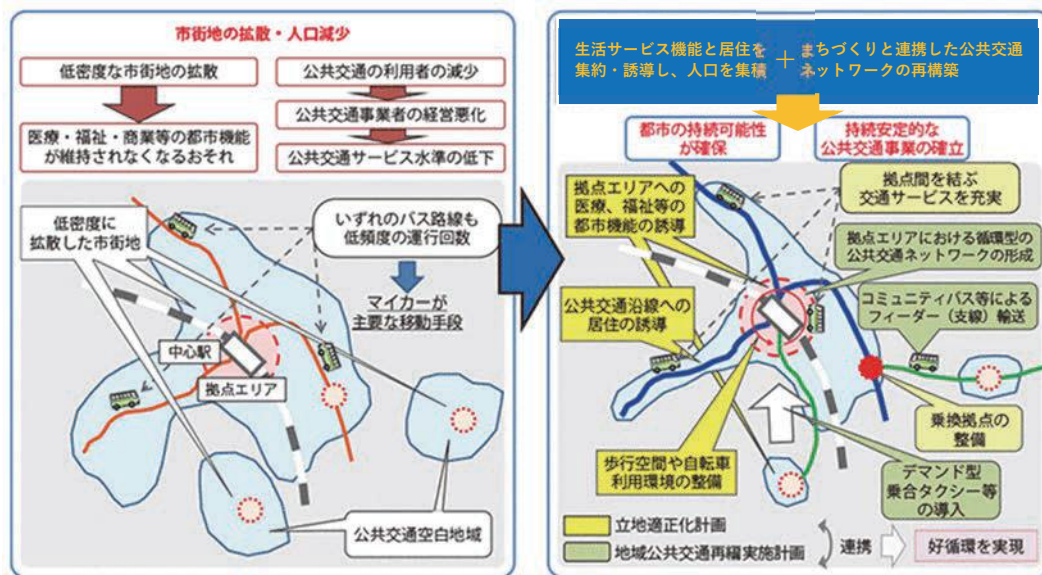 市街地の拡散・人口減少
低密度な市街地の拡散
医療・福祉・商業等の都市機能
が維持されなくなるおそれ
公共交通の利用者の減少
公共交通事業者の経営悪化
公共交通サービス水準の低下
低密度に
拡散した市街地
いずれのバス路線も
低頻度の運行回数
マイカーが
主要な移動手段
中心駅
拠点エリア
公共交通空白地域
生活サービス機能と居住を
集約・誘導し、人口を集積
＋
まちづくりと連携した公共交通
ネットワークの再構築
都市の持続可能性
が確保
持続安定的な
公共交通事業の確立
拠点エリアへの
医療、福祉等の
都市機能の誘導
拠点間を結ぶ
交通サービスを充実
拠点エリアにおける循環型の
公共交通ネットワークの形成
公共交通沿線への
居住の誘導
コミュニティバス等による
フィーダー（支線）輸送
乗換拠点の
整備
歩行空間や自転車
利用環境の整備
デマンド型
乗合タクシー等
の導入
立地適正化計画
地域公共交通再編実施計画
連携
好循環を実現